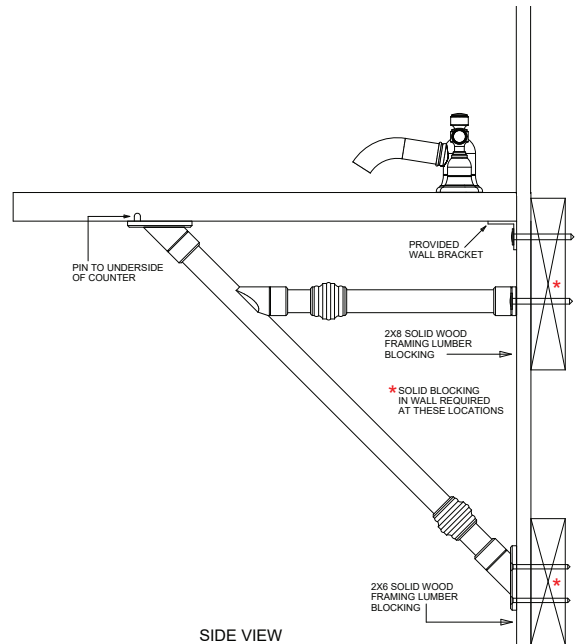 PROVIDED
WALL BRACKET
PIN TO UNDERSIDE
OF COUNTER
*
2X8 SOLID WOOD
FRAMING LUMBER
BLOCKING
*SOLID BLOCKING
IN WALL REQUIRED
AT THESE LOCATIONS
*
2X6 SOLID WOOD
FRAMING LUMBER
BLOCKING
SIDE VIEW